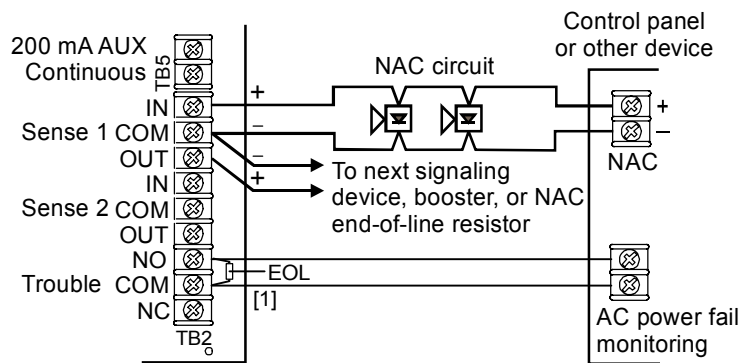 200 mA AUX
Continuous
TB5
IN
Sense 1 COM
OUT
IN
Sense 2 COM
OUT
NO
Trouble COM
NC
TB2
+
–
–
+
NAC circuit
To next signaling
device, booster, or NAC
end-of-line resistor
EOL
[1]
Control panel
or other device
+
–
NAC
AC power fail
monitoring